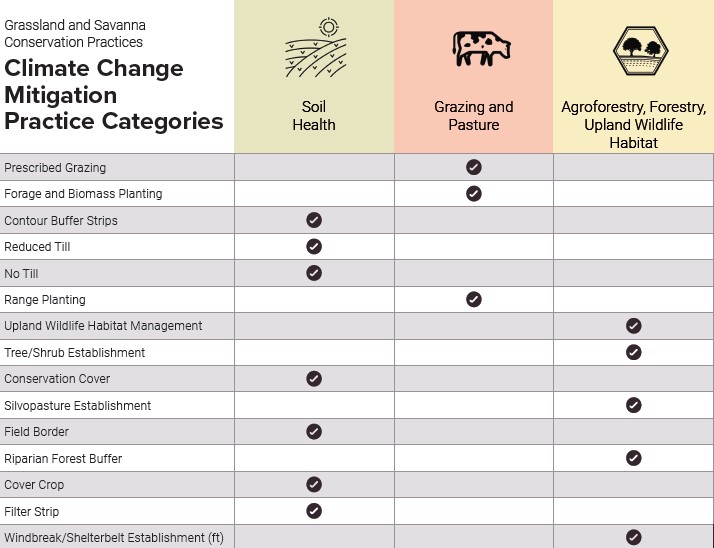 Grassland and Savanna
Conservation Practices
Climate Change
Mitigation
Practice Categories
Soil
Health
Grazing and
Pasture
Agroforestry, Forestry,
Upland Wildlife
Habitat
Prescribed Grazing
Forage and Biomass Planting
Contour Buffer Strips
Reduced Till
No Till
Range Planting
Upland Wildlife Habitat Management
Tree/Shrub Establishment
Conservation Cover
Silvopasture Establishment
Field Border
Riparian Forest Buffer
Cover Crop
Filter Strip
Windbreak/Shelterbelt Establishment (ft)